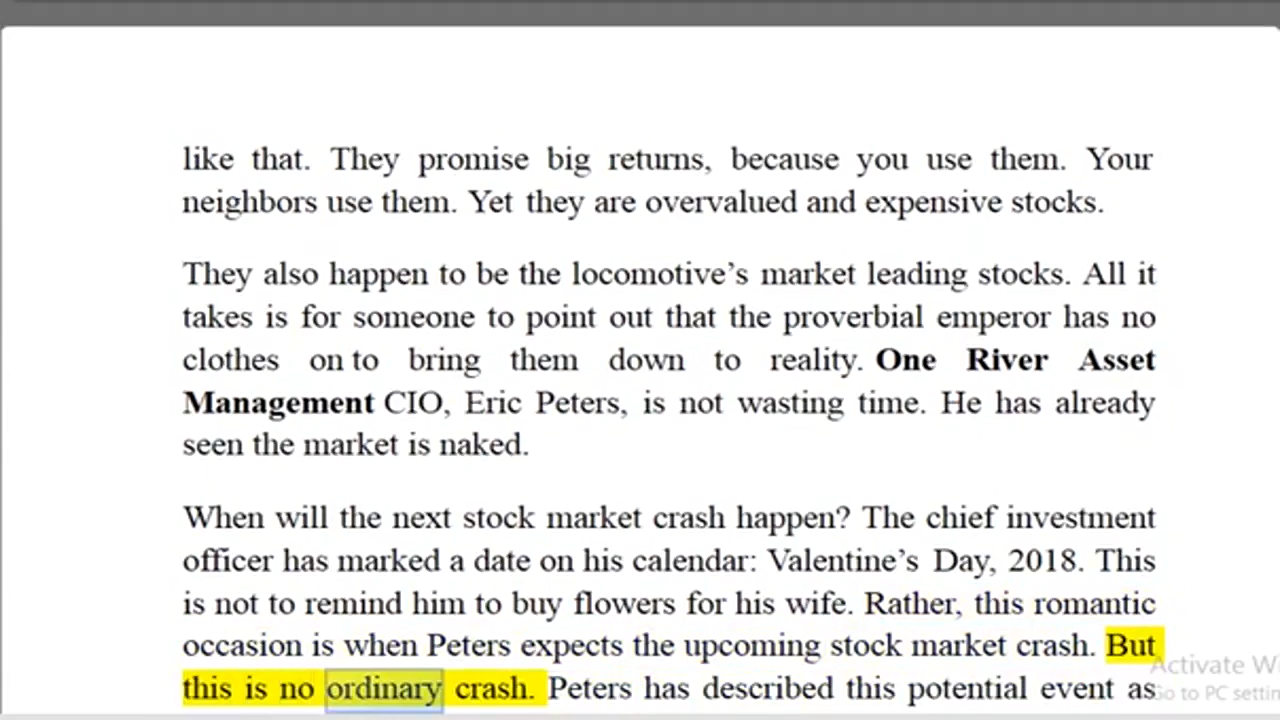 like that. They promise big returns, because you use them. Your
neighbors use them. Yet they are overvalued and expensive stocks.
They also happen to be the locomotive’s market leading stocks. All it
takes is for someone to point out that the proverbial emperor has no
clothes on to bring them down to reality. One River Asset
Management CIO, Eric Peters, is not wasting time. He has already
seen the market is naked.
When will the next stock market crash happen? The chief investment
officer has marked a date on his calendar: Valentine’s Day, 2018. This
is not to remind him to buy flowers for his wife. Rather, this romantic
occasion is when Peters expects the upcoming stock market crash. But
this is no ordinary crash. Peters has described this potential event as
Activate Wi
Go to PC settin